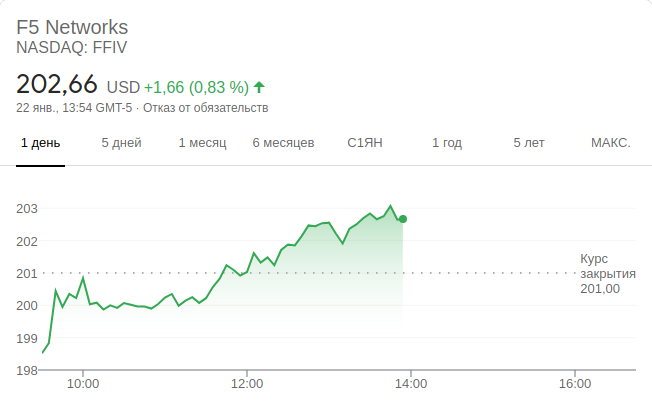 F5 Networks
NASDAQ: FFIV
202,66 USD +1,66 (0,83 %)
22 янв., 13:54 GMT-5 · Отказ от обязательств
1 день 5 дней 1 месяц 6 месяцев С1ЯН 1 год 5 лет МАКС.
203
202
201
200
199
198
Курс
закрытия
201,00
10:00 12:00 14:00 16:00